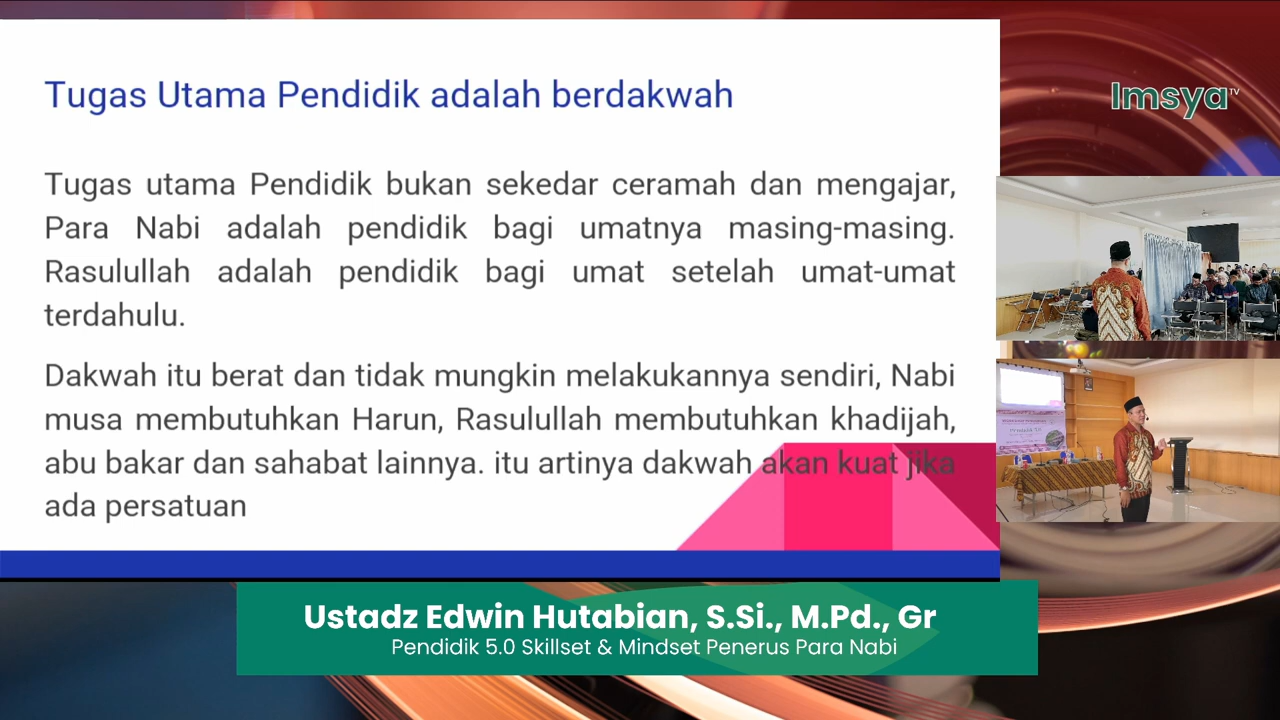 Tugas Utama Pendidik adalah berdakwah
Tugas utama Pendidik bukan sekedar ceramah dan mengajar,
Para Nabi adalah pendidik bagi umatnya masing-masing.
Rasulullah adalah pendidik bagi umat setelah umat-umat
terdahulu.
Dakwah itu berat dan tidak mungkin melakukannya sendiri, Nabi
musa membutuhkan Harun, Rasulullah membutuhkan khadijah,
abu bakar dan sahabat lainnya. itu artinya dakwah akan kuat jika
ada persatuan
Imsya TV
Ustadz Edwin Hutabian, S.Si., M.Pd., Gr
Pendidik 5.0 Skillset & Mindset Penerus Para Nabi